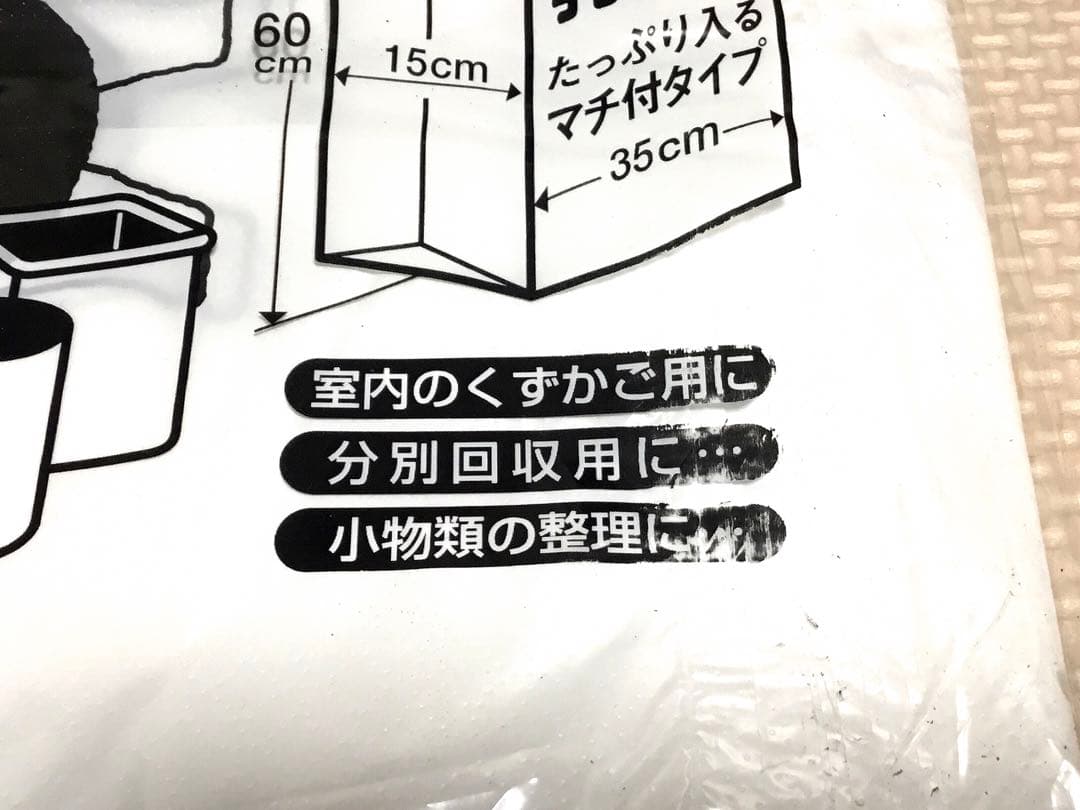 60
cm
15cm
たっぷり入る
マチ付タイプ
35cm
室内のくずかご用に
分別回収用に…
小物類の整理に…